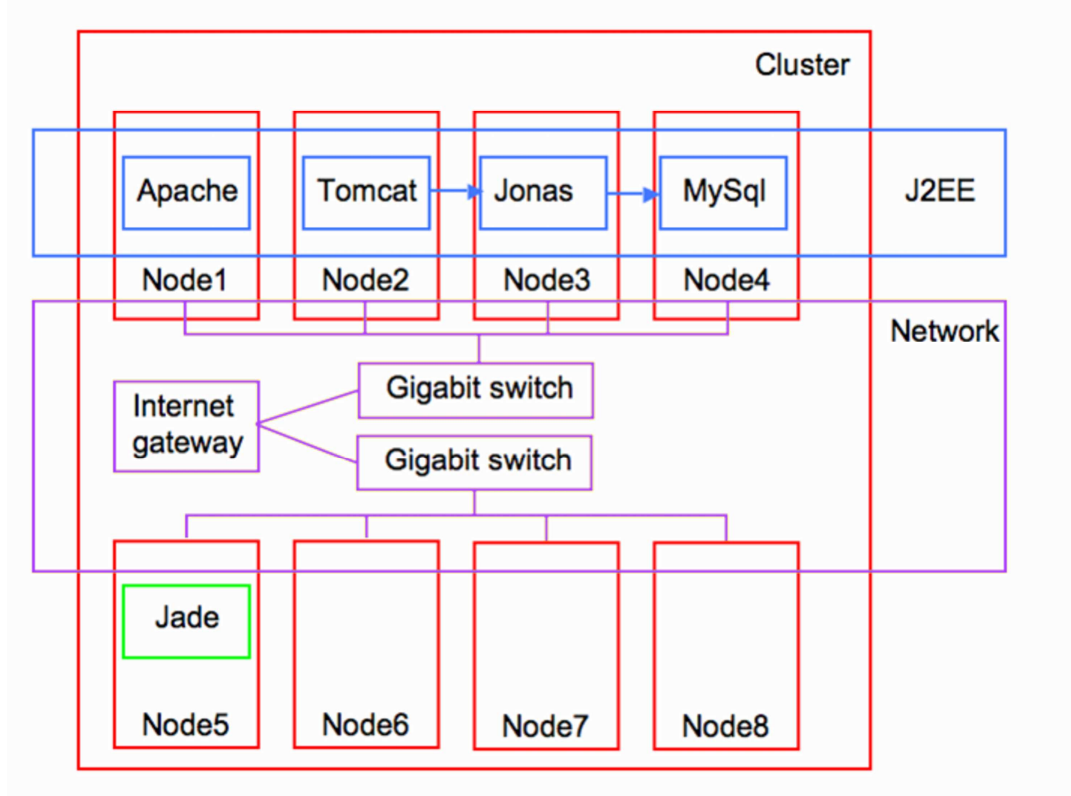 Cluster
Apache
Tomcat
Jonas
MySql
J2EE
Node1
Node2
Node3
Node4
Network
Gigabit switch
Internet
gateway
Gigabit switch
Jade
Node5
Node6
Node7
Node8